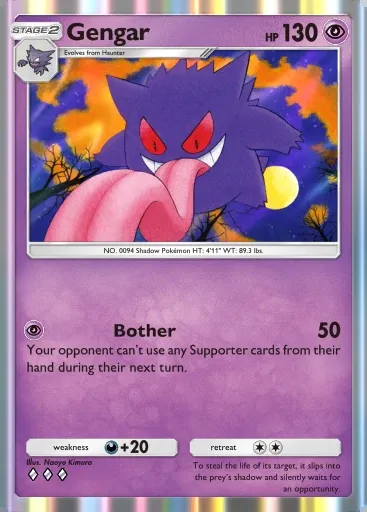 STAGE 2 Gengar HP 130
Evolves from Haunter
NO. 0094 Shadow Pokémon HT: 4'11" WT: 89.3 lbs.
Bother 50
Your opponent can't use any Supporter cards from their
hand during their next turn.
weakness +20 retreat
Illus. Naoyo Kimura
To steal the life of its target, it slips into
the prey's shadow and silently waits for
an opportunity.